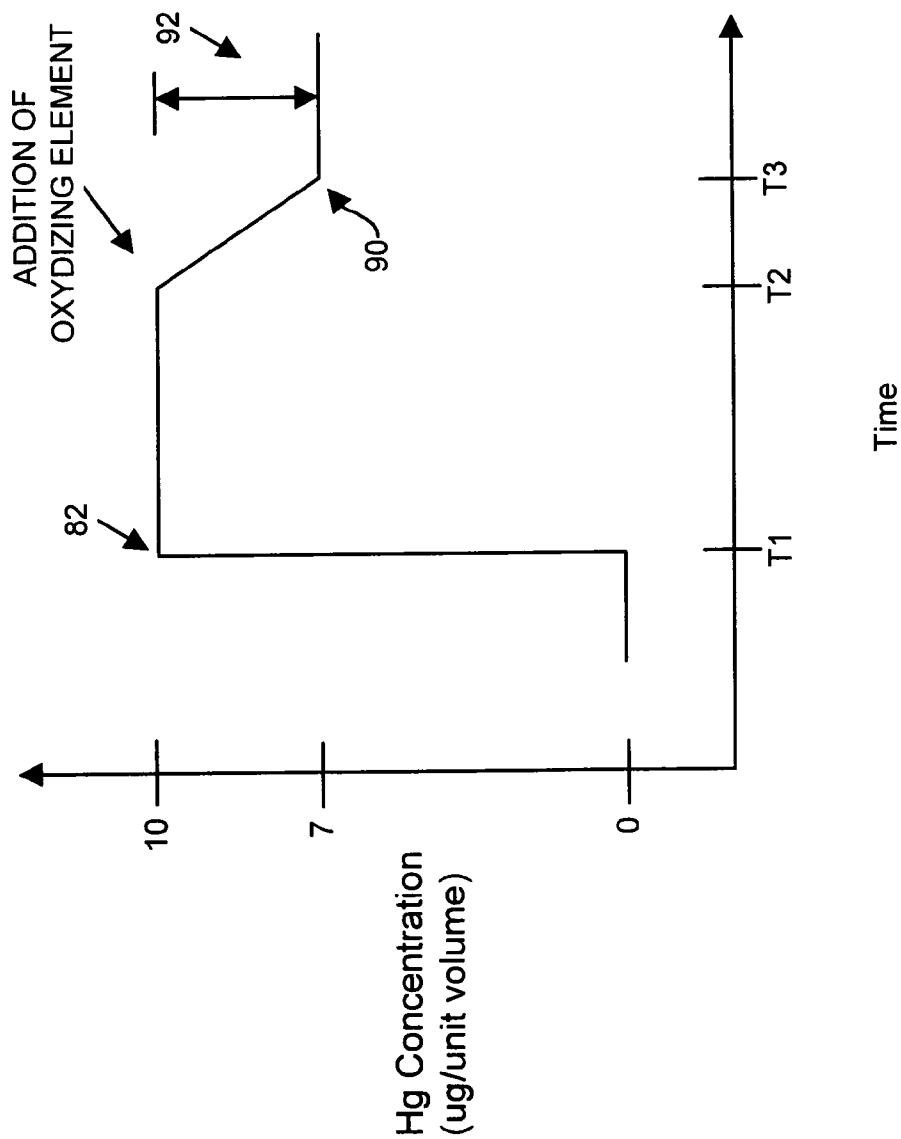 ADDITION OF
OXYDIZING ELEMENT
92
82
90
10
7
0
Hg Concentration
(ug/unit volume)
T1
T2
T3
Time